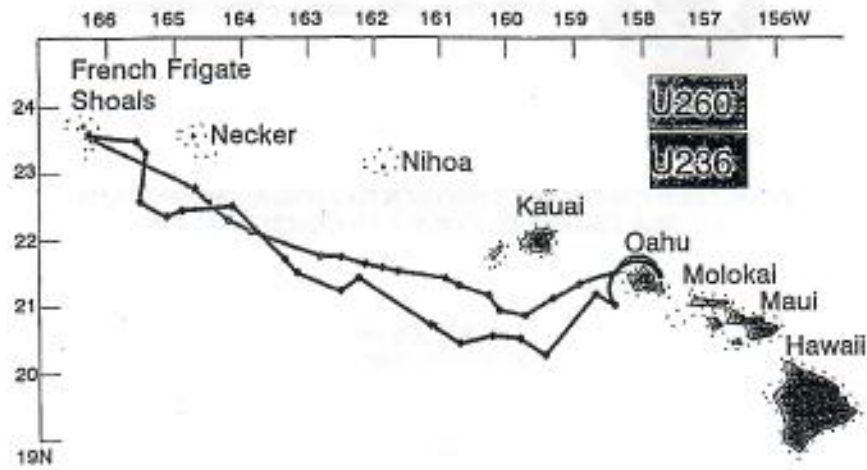 166 165 164 163 162 161 160 159 158 157 156W
French Frigate
Shoals
24
U260
Necker
U236
23
Nihoa
Kauai
22
Oahu
Molokai
21
Maui
Hawaii
20
19N